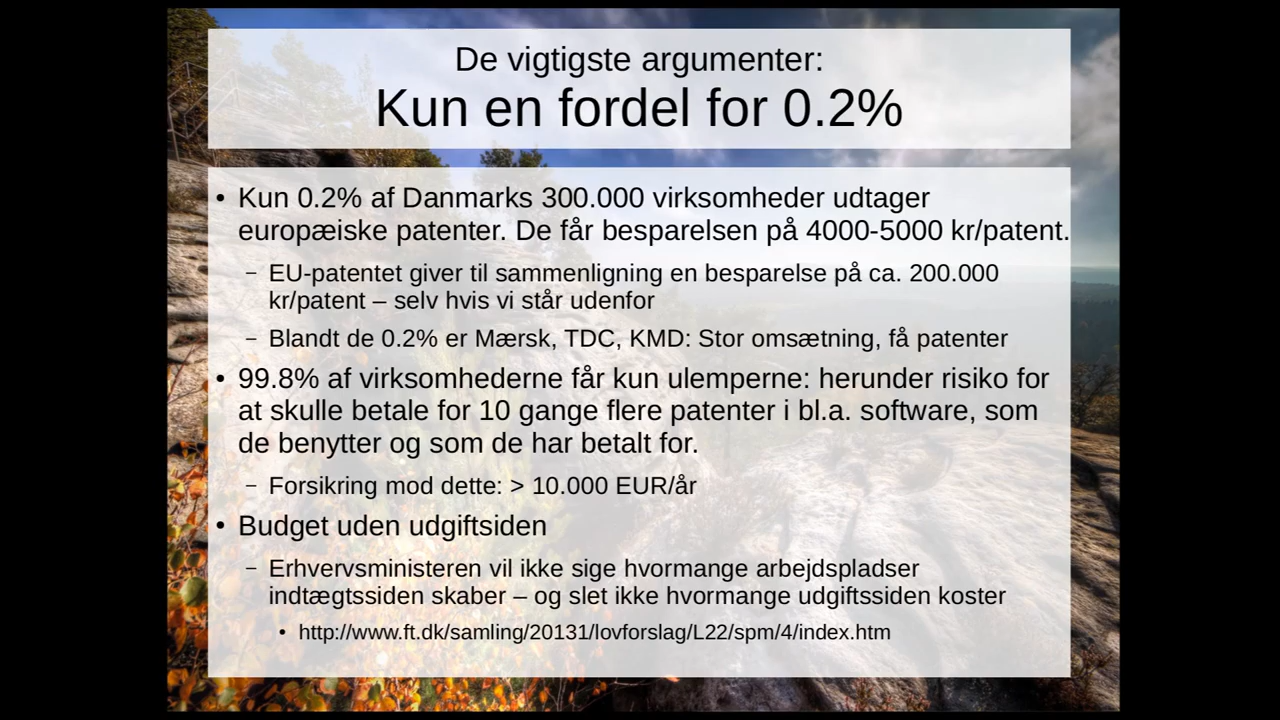 De vigtigste argumenter:
Kun en fordel for 0.2%
• Kun 0.2% af Danmarks 300.000 virksomheder udtager
europæiske patenter. De får besparelsen på 4000-5000 kr/patent.
– EU-patentet giver til sammenligning en besparelse på ca. 200.000
kr/patent – selv hvis vi står udenfor
– Blandt de 0.2% er Mærsk, TDC, KMD: Stor omsætning, få patenter
• 99.8% af virksomhederne får kun ulemperne: herunder risiko for
at skulle betale for 10 gange flere patenter i bl.a. software, som
de benytter og som de har betalt for.
– Forsikring mod dette: > 10.000 EUR/år
• Budget uden udgiftsiden
– Erhvervsministeren vil ikke sige hvormange arbejdspladser
indtægtssiden skaber – og slet ikke hvormange udgiftssiden koster
• http://www.ft.dk/samling/20131/lovforslag/L22/spm/4/index.htm